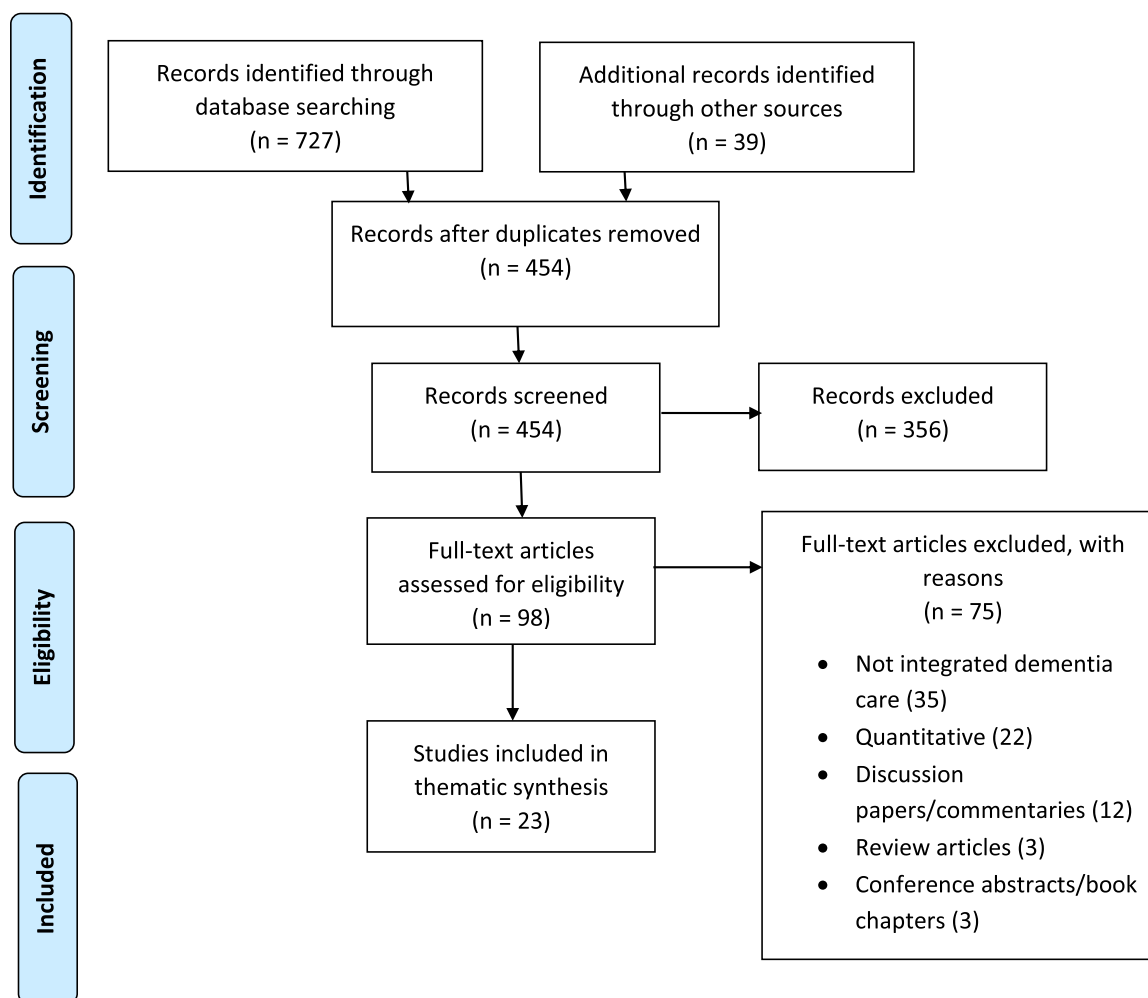 Identification
Records identified through
database searching
(n = 727)
Additional records identified
through other sources
(n = 39)
Records after duplicates removed
(n = 454)
Screening
Records screened
(n = 454)
Records excluded
(n = 356)
Eligibility
Full-text articles
assessed for eligibility
(n = 98)
Full-text articles excluded, with
reasons
(n = 75)
• Not integrated dementia
care (35)
• Quantitative (22)
• Discussion
papers/commentaries (12)
• Review articles (3)
• Conference abstracts/book
chapters (3)
Included
Studies included in
thematic synthesis
(n = 23)